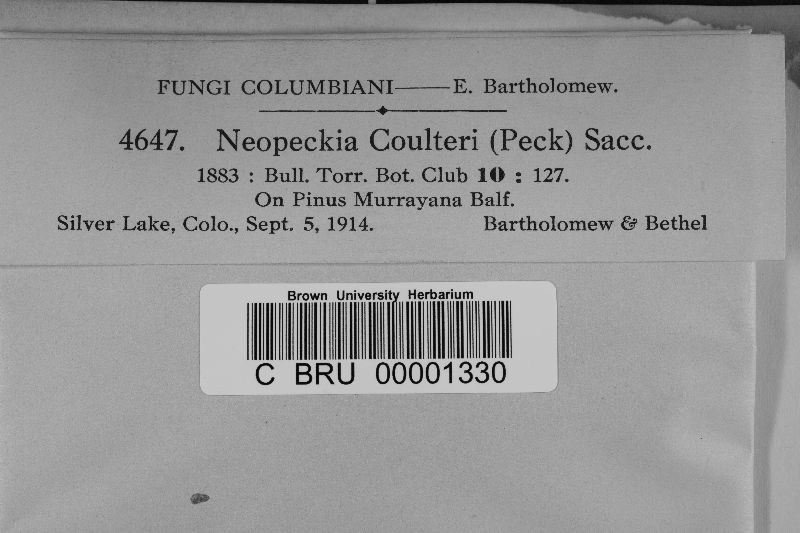 FUNGI COLUMBIANI——E. Bartholomew.
4647. Neopeckia Coulteri (Peck) Sacc.
1883 : Bull. Torr. Bot. Club 10 : 127.
On Pinus Murrayana Balf.
Silver Lake, Colo., Sept. 5, 1914. Bartholomew & Bethel
Brown University Herbarium
C BRU 00001330